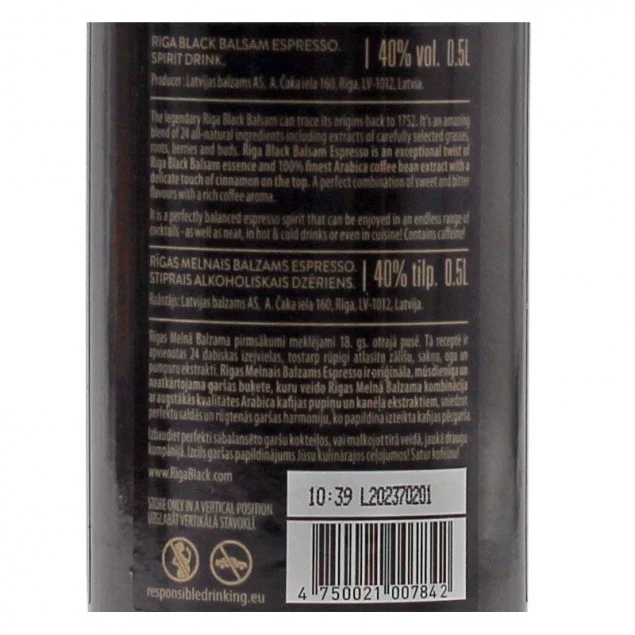 RIGA BLACK BALSAM ESPRESSO.
SPIRIT DRINK.
40% vol. 0.5L
Producer: Latvijas balzams AS, A. Čaka iela 160, Riga, LV-1012, Latvia.
The legendary Riga Black Balsam can trace its origins back to 1752. It's an amazing
blend of 24 all-natural ingredients including extracts of carefully selected grasses,
roots, berries and buds. Riga Black Balsam Espresso is an exceptional twist of
Riga Black Balsam essence and 100% finest Arabica coffee bean extract with a
delicate touch of cinnamon on the top. A perfect combination of sweet and bitter
flavours with a rich coffee aroma.
It is a perfectly balanced espresso spirit that can be enjoyed in an endless range of
cocktails - as well as neat, in hot & cold drinks or even in cuisine! Contains caffeine!
RĪGAS MELNAIS BALZAMS ESPRESSO.
STIPRAIS ALKOHOLISKAIS DZĒRIENS.
40% tilp. 0.5L
Ražotājs: Latvijas balzams AS, A. Čaka iela 160, Rīga, LV-1012, Latvija.
Rīgas Melnā Balzama pirmsākumi meklējami 18. gs. otrajā pusē. Tā receptē ir
apvienotas 24 dabiskas izejvielas, tostarp rūpīgi atlasītu zālīšu, sakņu, ogu un
pumpuru ekstrakti. Rīgas Melnais Balzams Espresso ir oriģināla, mūsdienīga un
neatkārtojama garšas bukete, kuru veido Rīgas Melnā Balzama kombinācija
ar augstākās kvalitātes Arabica kafijas pupiņu un kanēļa ekstraktiem, sniedzot
perfektu saldās un rūgtenās garšas harmoniju, ko papildina izteikta kafijas pēcgarša.
Izbaudiet perfekti sabalansēto garšu kokteiļos, vai malkojot tīrā veidā, jaukā draugu
kompānijā. Izcils garšas papildinājums Jūsu kulinārajos ceļojumos! Satur kofeīnu!
www.RigaBlack.com
STORE ONLY IN A VERTICAL POSITION.
UZGLABĀT VERTIKĀLĀ STĀVOKLĪ.
10:39 L202370201
responsibledrinking.eu
4 750021 007842